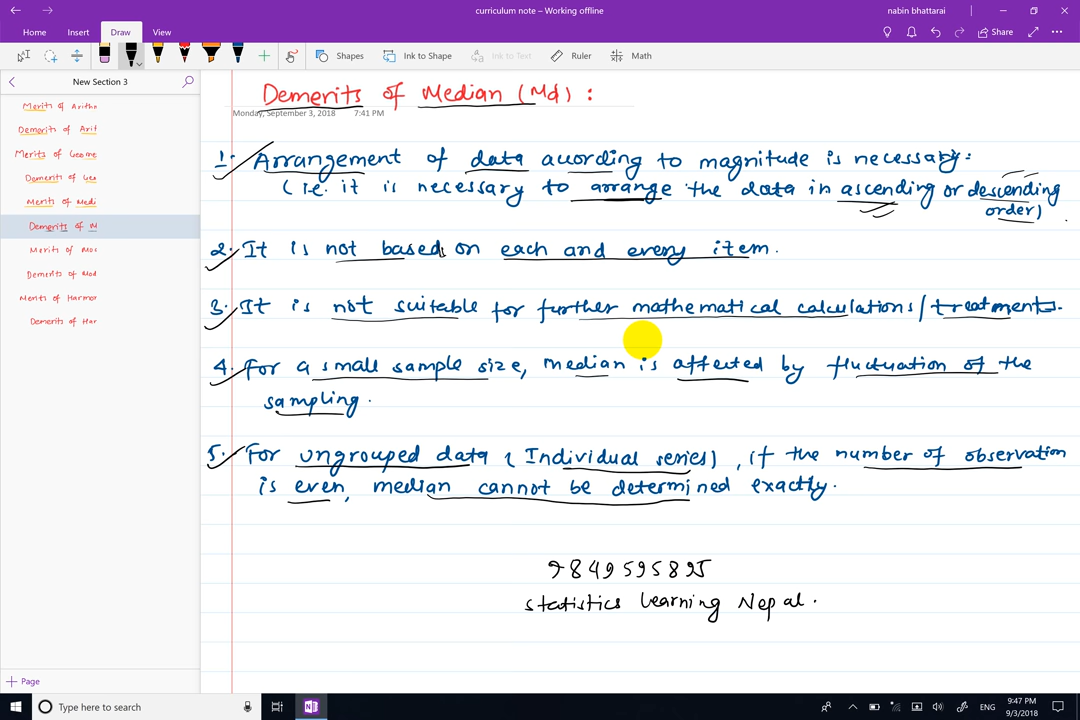 curriculum note – Working offline
nabin bhattarai
Home
Insert
Draw
View
Share
Shapes
Ink to Shape
Ink to Text
Ruler
Math
New Section 3
Merits of Arithm
Demerits of Arit
Merits of Geome
Demerits of Geo
Merits of Medi
Demerits of M
Merits of Mod
Demerits of Mod
Merits of Harmor
Demerits of Har
Page
Demerits of Median (Md) :
Monday, September 3, 2018 7:41 PM
1. Arrangement of data according to magnitude is necessary.
(i.e. it is necessary to arrange the data in ascending or descending
order).
2. It is not based on each and every item.
3. It is not suitable for further mathematical calculations/treatments.
4. For a small sample size, median is affected by fluctuation of the
sampling.
5. For ungrouped data (Individual series), if the number of observation
is even, median cannot be determined exactly.
9849595895
Statistics Learning Nepal.
Type here to search
ENG
9:47 PM
9/3/2018